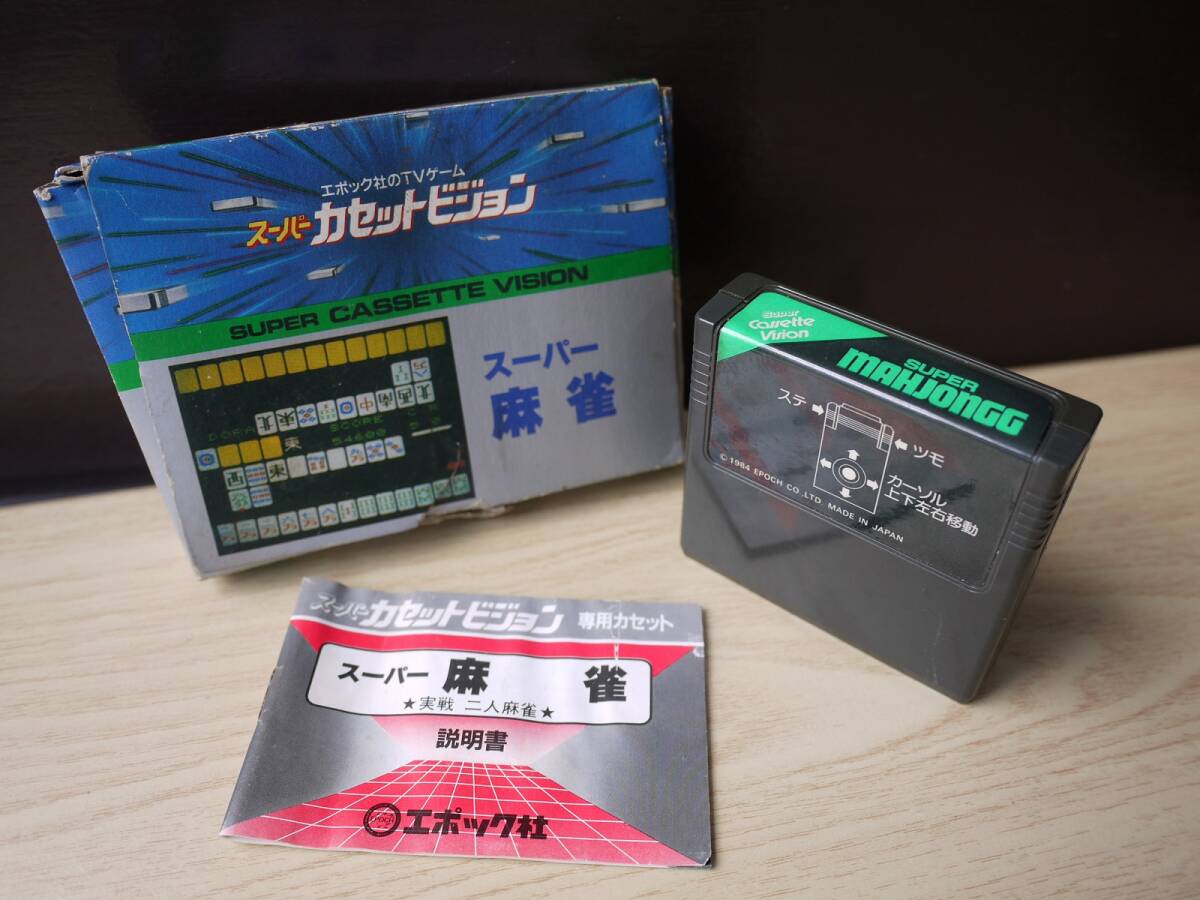 エポック社のTVゲーム
スーパー カセットビジョン
SUPER CASSETTE VISION
スーパー
麻雀
DORA
SCORE
54600
Super
Cassette
Vision
SUPER
MAHJONGG
ステ
ツモ
カーソル
上下左右移動
© 1984 EPOCH CO.,LTD. MADE IN JAPAN
スーパー カセットビジョン 専用カセット
スーパー 麻雀
★実戦 二人麻雀★
説明書
EPOCH エポック社